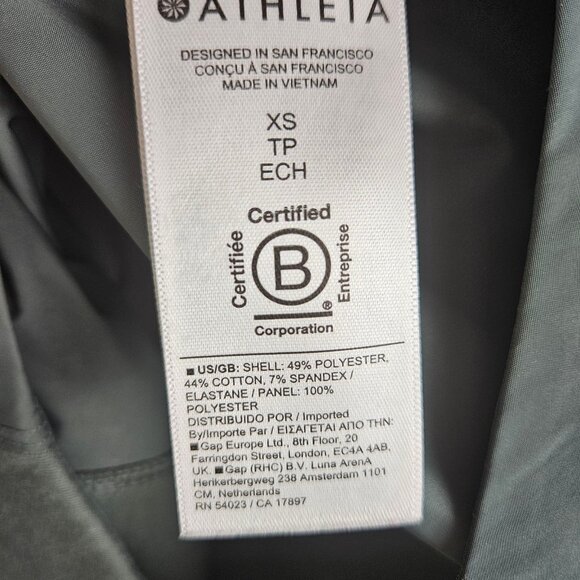 ATHLETA
DESIGNED IN SAN FRANCISCO
CONÇU À SAN FRANCISCO
MADE IN VIETNAM
XS
TP
ECH
Certified
Certifiée
B
®
Entreprise
Corporation
■ US/GB: SHELL: 49% POLYESTER,
44% COTTON, 7% SPANDEX /
ELASTANE / PANEL: 100%
POLYESTER
DISTRIBUIDO POR / Imported
By/Importe Par / ΕΙΣΑΓΕΤΑΙ ΑΠΟ ΤΗΝ:
■ Gap Europe Ltd., 8th Floor, 20
Farringdon Street, London, EC4A 4AB,
UK. ■ Gap (RHC) B.V. Luna ArenA
Herikerbergweg 238 Amsterdam 1101
CM, Netherlands
RN 54023 / CA 17897